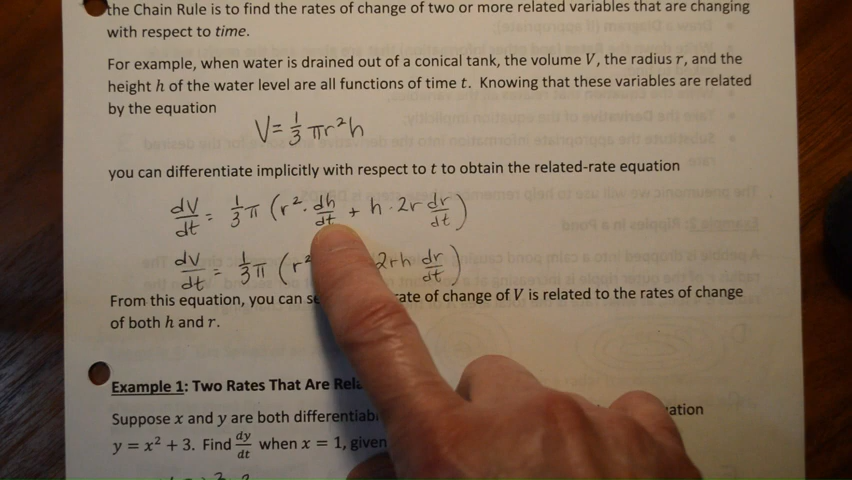 the Chain Rule is to find the rates of change of two or more related variables that are changing
with respect to time.
For example, when water is drained out of a conical tank, the volume V, the radius r, and the
height h of the water level are all functions of time t. Knowing that these variables are related
by the equation
V = 1/3 πr²h
you can differentiate implicitly with respect to t to obtain the related-rate equation
dV/dt = 1/3 π (r² · dh/dt + h · 2r dr/dt)
dV/dt = 1/3 π (r² 2rh dr/dt)
From this equation, you can rate of change of V is related to the rates of change
of both h and r.
Example 1: Two Rates That Are
Suppose x and y are both
y = x² + 3. Find dy/dt when x = 1, given